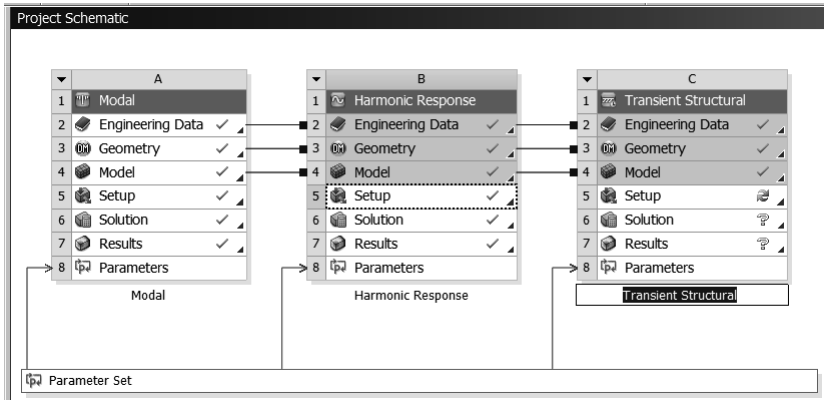 Project Schematic
A
1 Modal
2 Engineering Data
3 Geometry
4 Model
5 Setup
6 Solution
7 Results
8 Parameters
Modal
B
1 Harmonic Response
2 Engineering Data
3 Geometry
4 Model
5 Setup
6 Solution
7 Results
8 Parameters
Harmonic Response
C
1 Transient Structural
2 Engineering Data
3 Geometry
4 Model
5 Setup
6 Solution
7 Results
8 Parameters
Transient Structural
Parameter Set